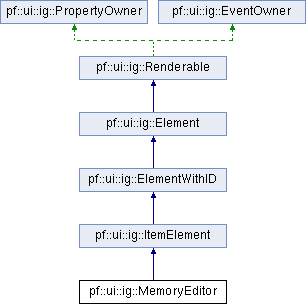 pf::ui::ig::PropertyOwner pf::ui::ig::EventOwner
pf::ui::ig::Renderable
pf::ui::ig::Element
pf::ui::ig::ElementWithID
pf::ui::ig::ItemElement
pf::ui::ig::MemoryEditor